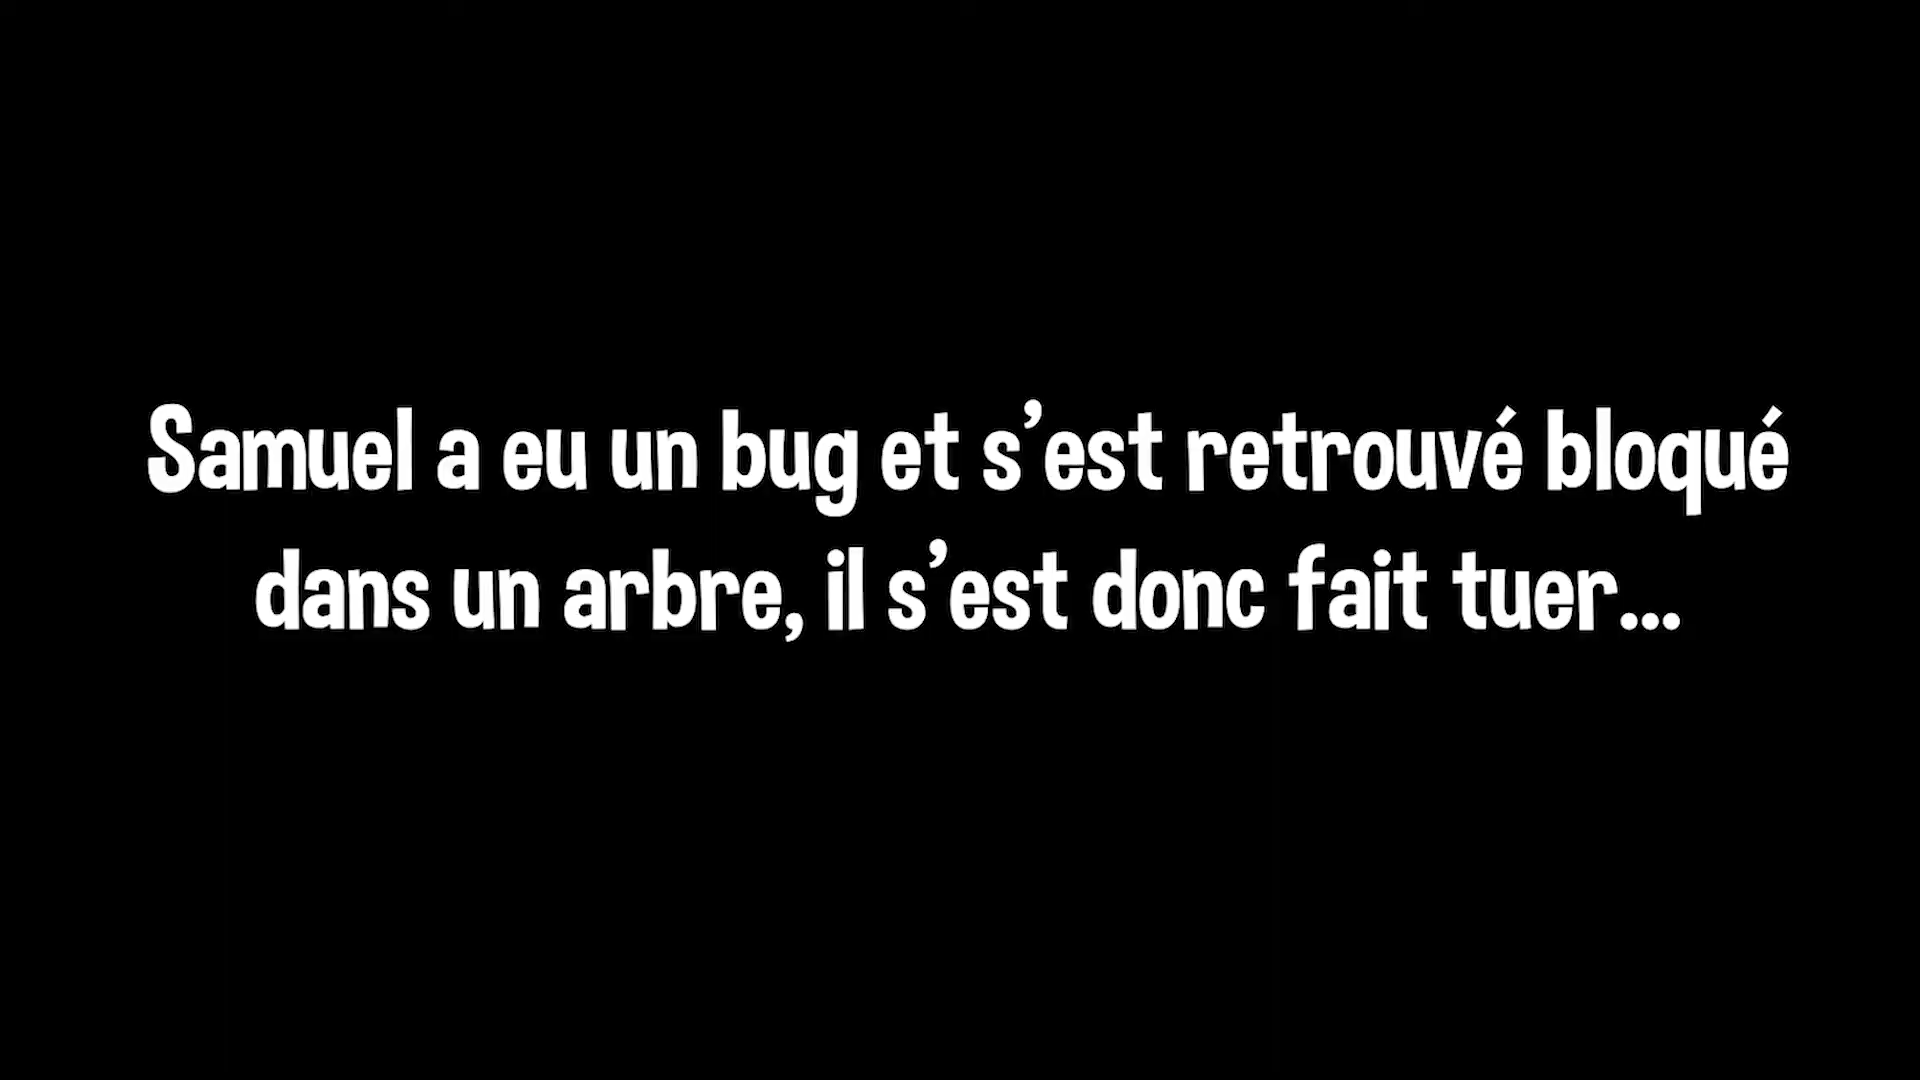 Samuel a eu un bug et s’est retrouvé bloqué
dans un arbre, il s’est donc fait tuer...